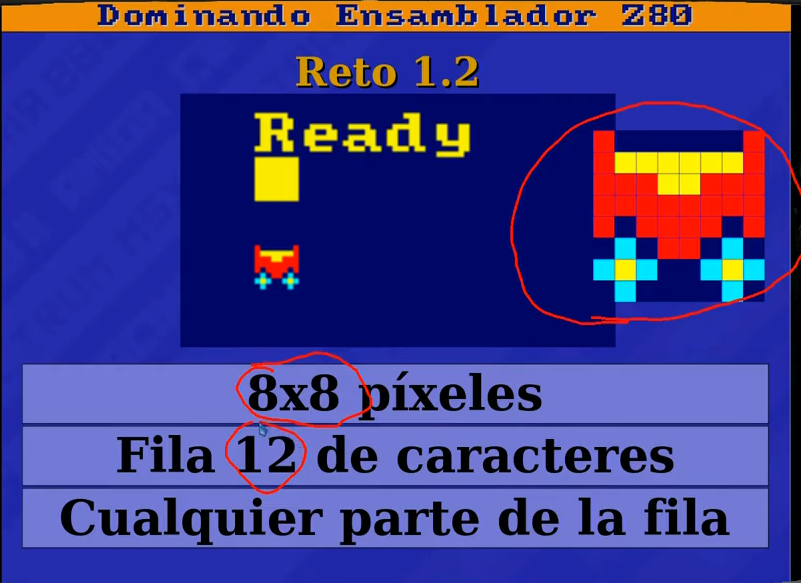 Dominando Ensamblador Z80
Reto 1.2
Ready
8x8 píxeles
Fila 12 de caracteres
Cualquier parte de la fila